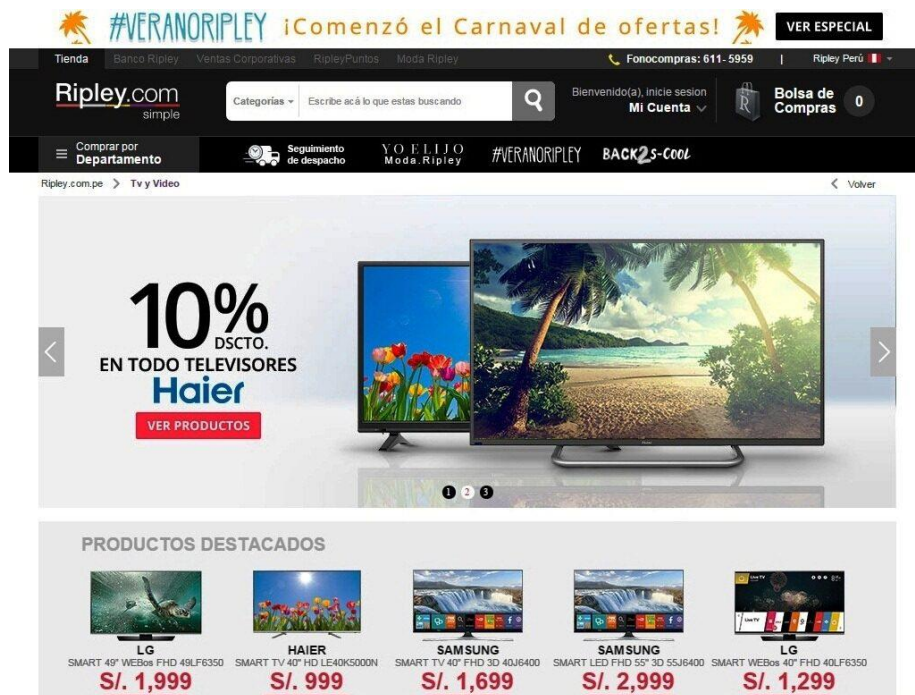 #VERANORIPLEY ¡Comenzó el Carnaval de ofertas! VER ESPECIAL
Tienda Banco Ripley Ventas Corporativas RipleyPuntos Moda Ripley Fonocompras: 611- 5959 | Ripley Perú
Ripley.com
simple
Categorías Escribe acá lo que estas buscando
Bienvenido(a), inicie sesion
Mi Cuenta
R
Bolsa de
Compras 0
Comprar por
Departamento
Seguimiento
de despacho
YO ELIJO
Moda.Ripley
#VERANORIPLEY
BACK2S-COOL
Ripley.com.pe > Tv y Video < Volver
10%
DSCTO.
EN TODO TELEVISORES
Haier
VER PRODUCTOS
1 2 3
PRODUCTOS DESTACADOS
LG
SMART 49" WEBos FHD 49LF6350
S/. 1,999
HAIER
SMART TV 40" HD LE40K5000N
S/. 999
SAMSUNG
SMART TV 40" FHD 3D 40J6400
S/. 1,699
SAMSUNG
SMART LED FHD 55" 3D 55J6400
S/. 2,999
Live TV
LG
SMART WEBos 40" FHD 40LF6350
S/. 1,299